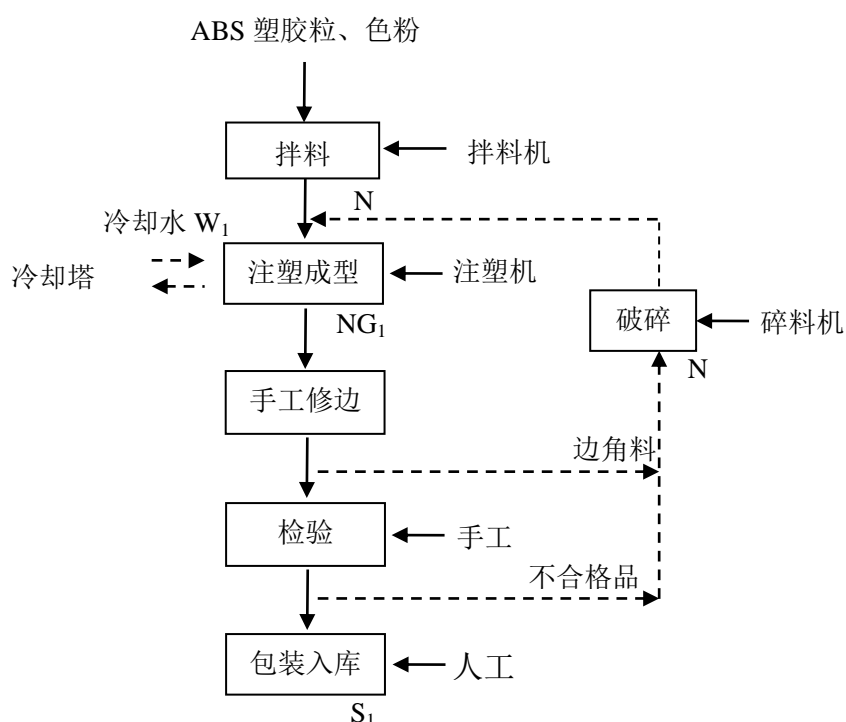 ABS 塑胶粒、色粉
拌料
拌料机
N
冷却水 W₁
冷却塔
注塑成型
注塑机
破碎
碎料机
NG₁
N
手工修边
边角料
检验
手工
不合格品
包装入库
人工
S₁